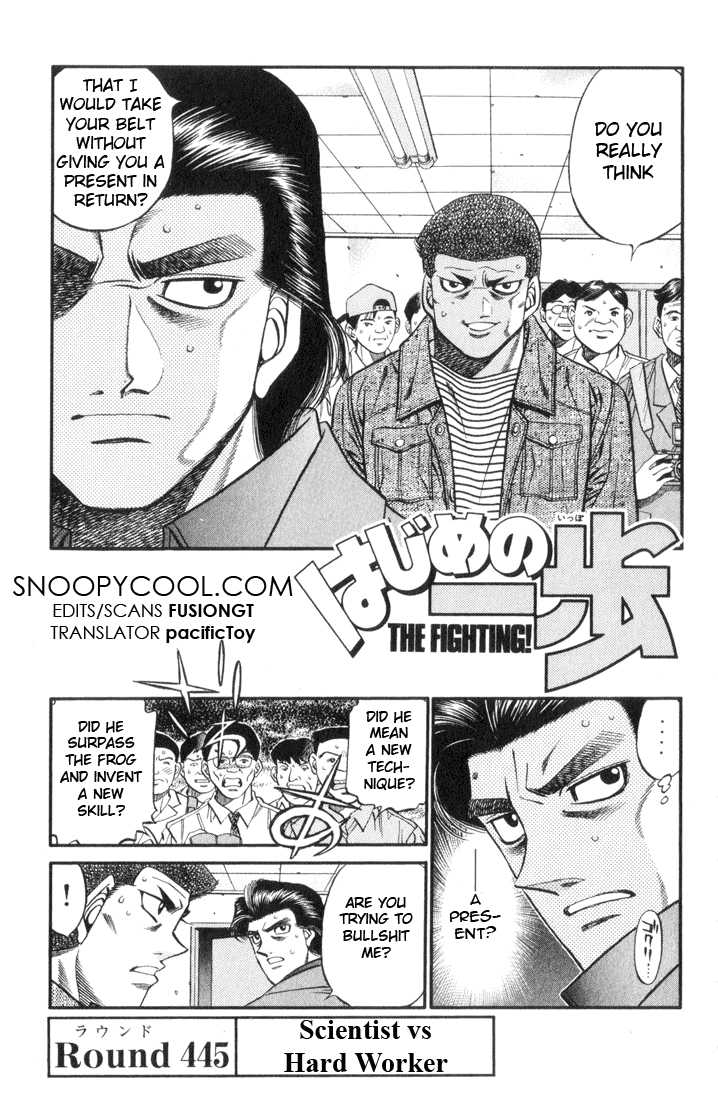 DO YOU
REALLY
THINK
THAT I
WOULD TAKE
YOUR BELT
WITHOUT
GIVING YOU A
PRESENT IN
RETURN?
はじめの一歩
いっぽ
THE FIGHTING!
SNOOPYCOOL.COM
EDITS/SCANS FUSIONGT
TRANSLATOR pacificToy
......
A
PRES-
ENT?
DID HE
MEAN
A NEW
TECH-
NIQUE?
DID HE
SURPASS
THE FROG
AND INVENT
A NEW
SKILL?
ARE YOU
TRYING TO
BULLSHIT
ME?
!
ラウンド
Round 445
Scientist vs
Hard Worker